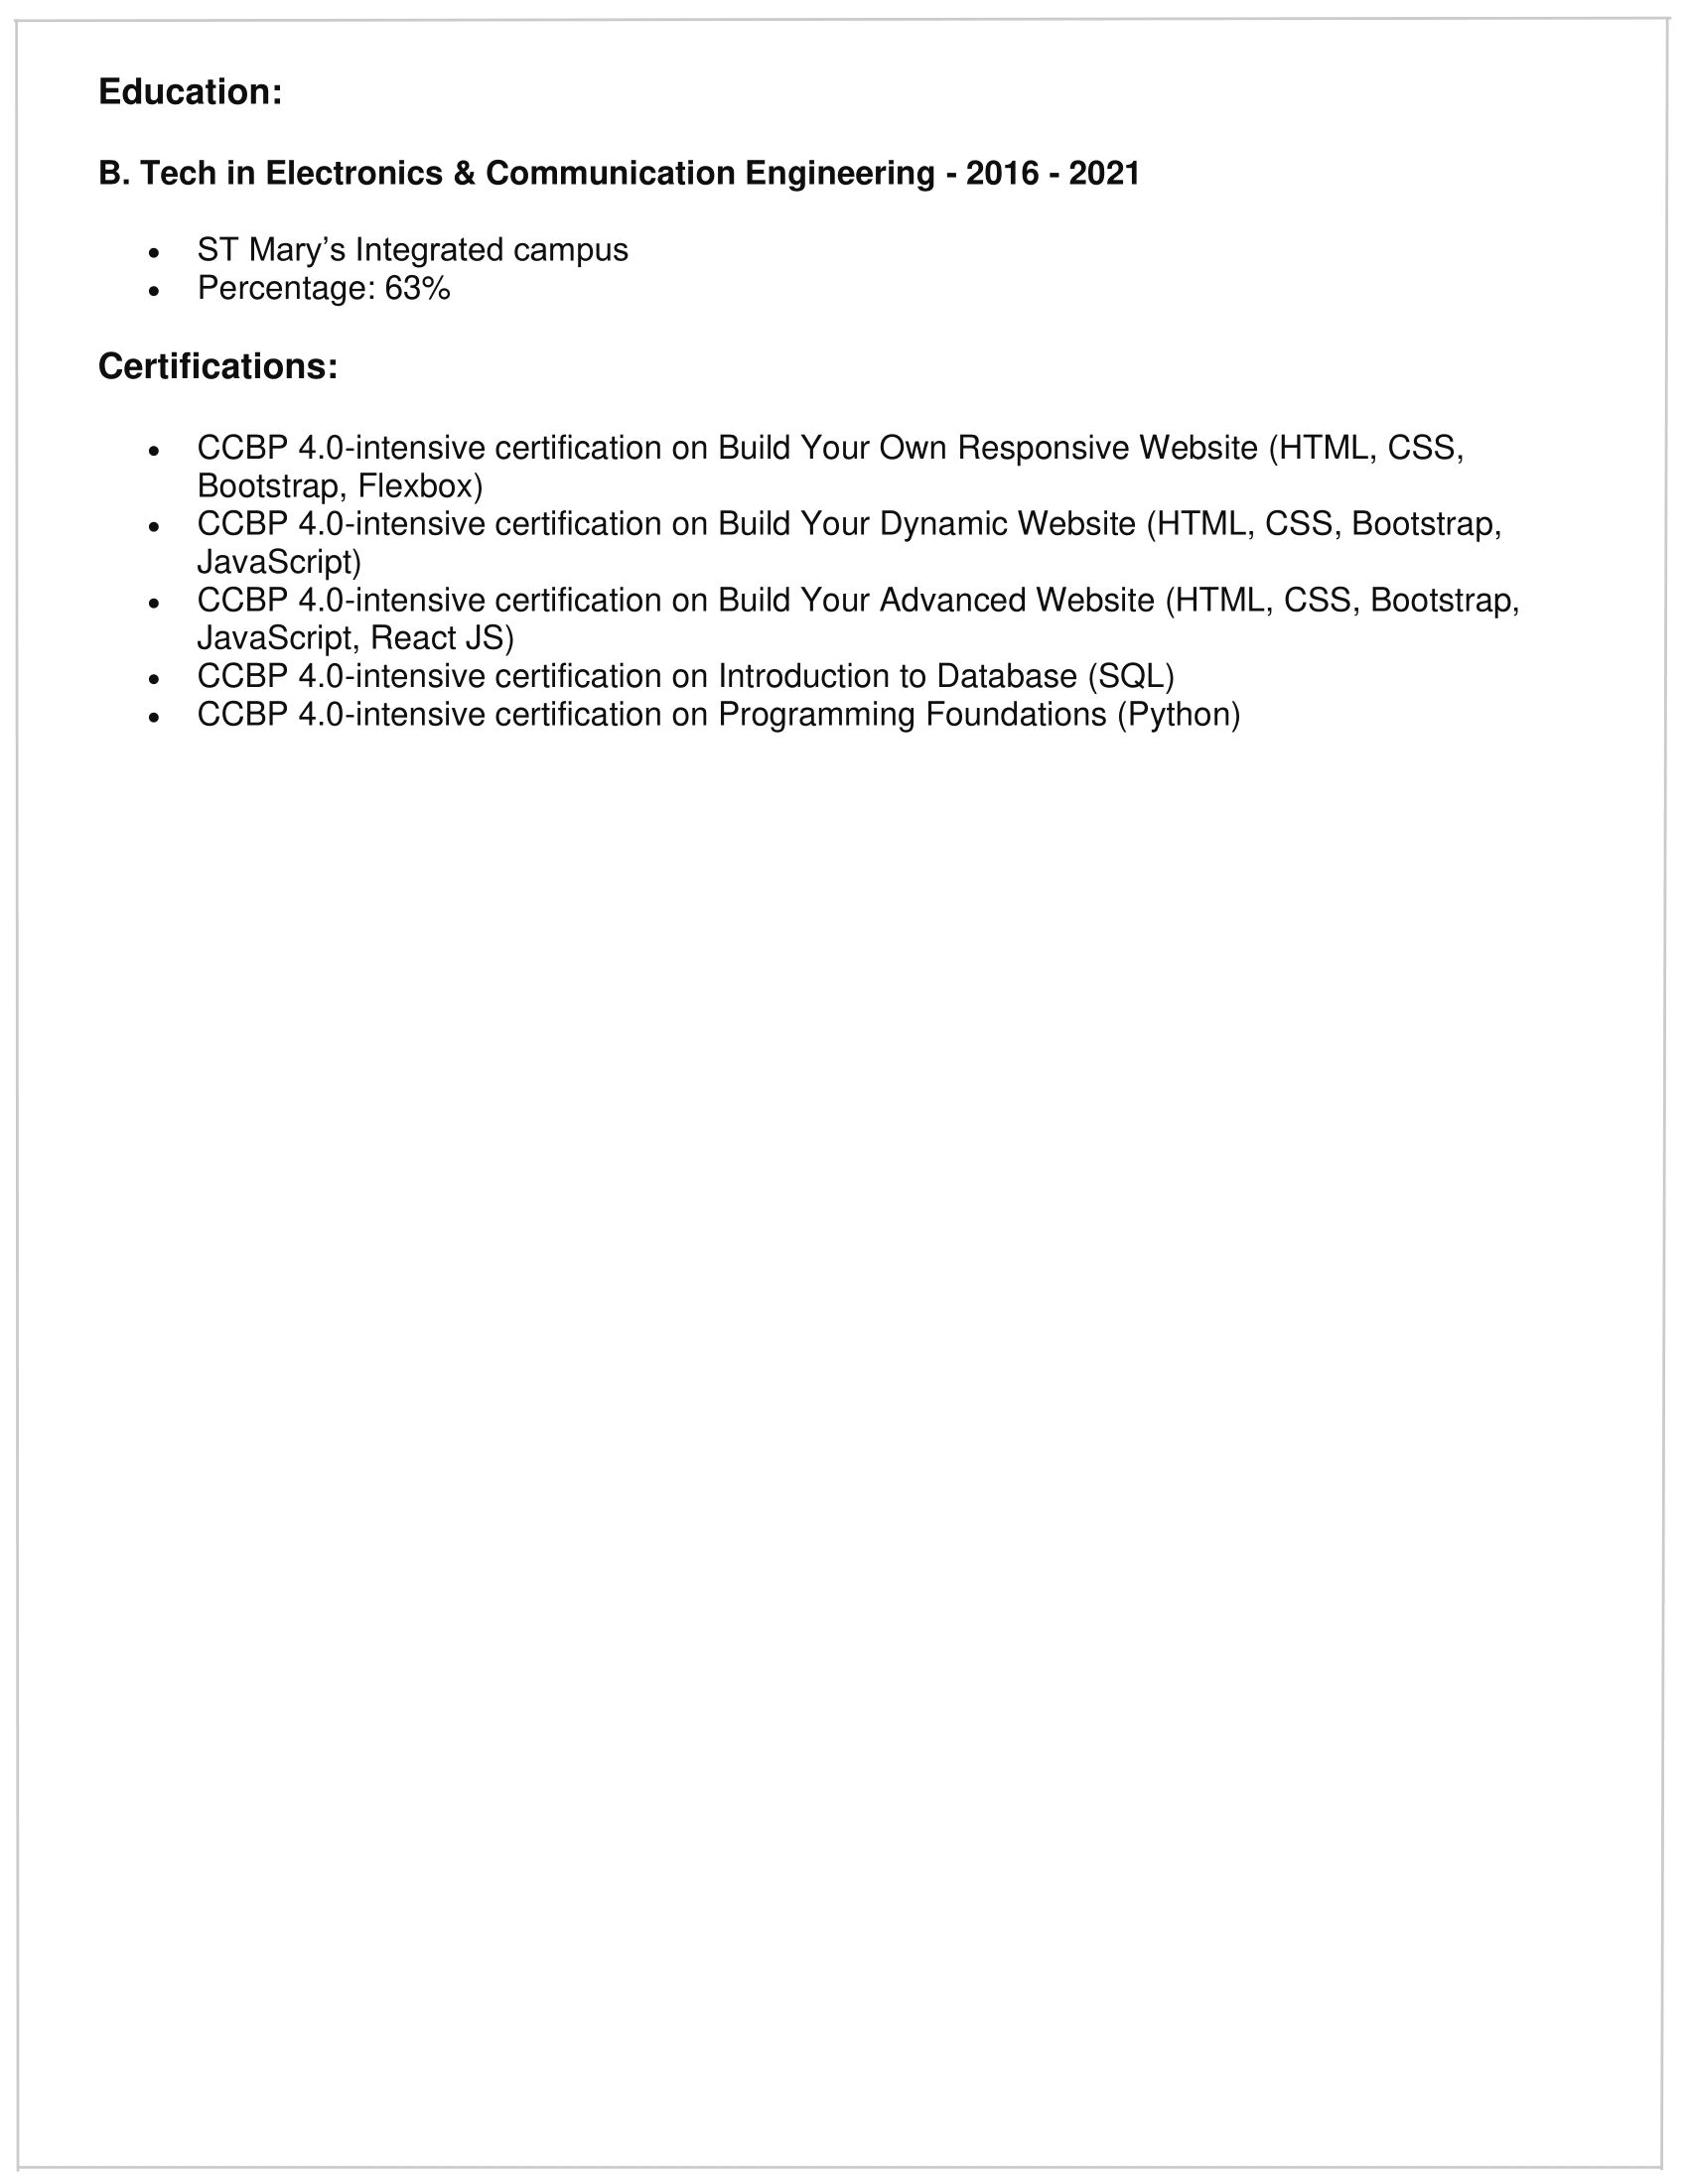 Education:
B. Tech in Electronics & Communication Engineering - 2016 - 2021
• ST Mary’s Integrated campus
• Percentage: 63%
Certifications:
• CCBP 4.0-intensive certification on Build Your Own Responsive Website (HTML, CSS,
Bootstrap, Flexbox)
• CCBP 4.0-intensive certification on Build Your Dynamic Website (HTML, CSS, Bootstrap,
JavaScript)
• CCBP 4.0-intensive certification on Build Your Advanced Website (HTML, CSS, Bootstrap,
JavaScript, React JS)
• CCBP 4.0-intensive certification on Introduction to Database (SQL)
• CCBP 4.0-intensive certification on Programming Foundations (Python)